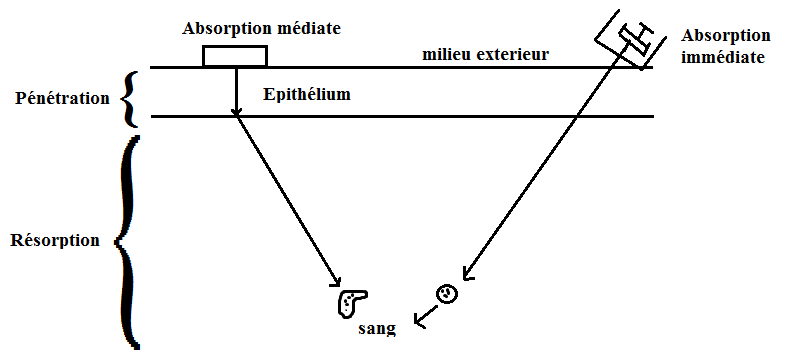 Absorption médiate
milieu exterieur
Absorption
immédiate
Pénétration
Epithélium
Résorption
sang